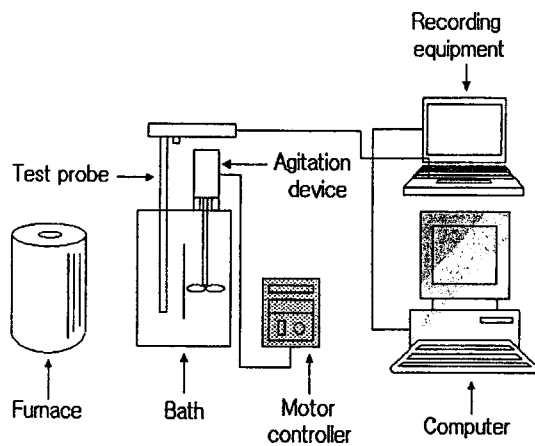 Recording
equipment
Test probe
Agitation
device
Furnace
Bath
Motor
controller
Computer